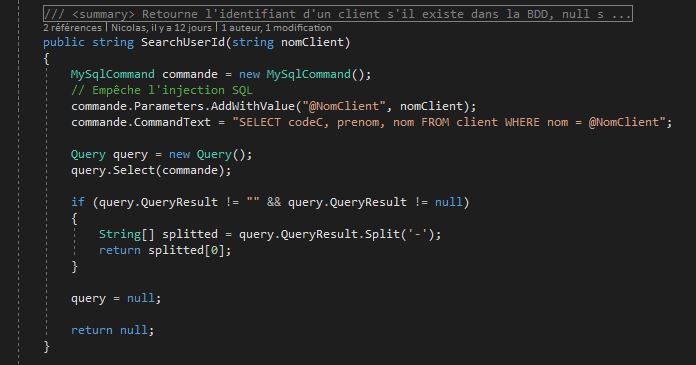 /// <summary> Retourne l'identifiant d'un client s'il existe dans la BDD, null s ...
2 références | Nicolas, il y a 12 jours | 1 auteur, 1 modification
public string SearchUserId(string nomClient)
{
MySqlCommand commande = new MySqlCommand();
// Empêche l'injection SQL
commande.Parameters.AddWithValue("@NomClient", nomClient);
commande.CommandText = "SELECT codeC, prenom, nom FROM client WHERE nom = @NomClient";
Query query = new Query();
query.Select(commande);
if (query.QueryResult != "" && query.QueryResult != null)
{
String[] splitted = query.QueryResult.Split('-');
return splitted[0];
}
query = null;
return null;
}